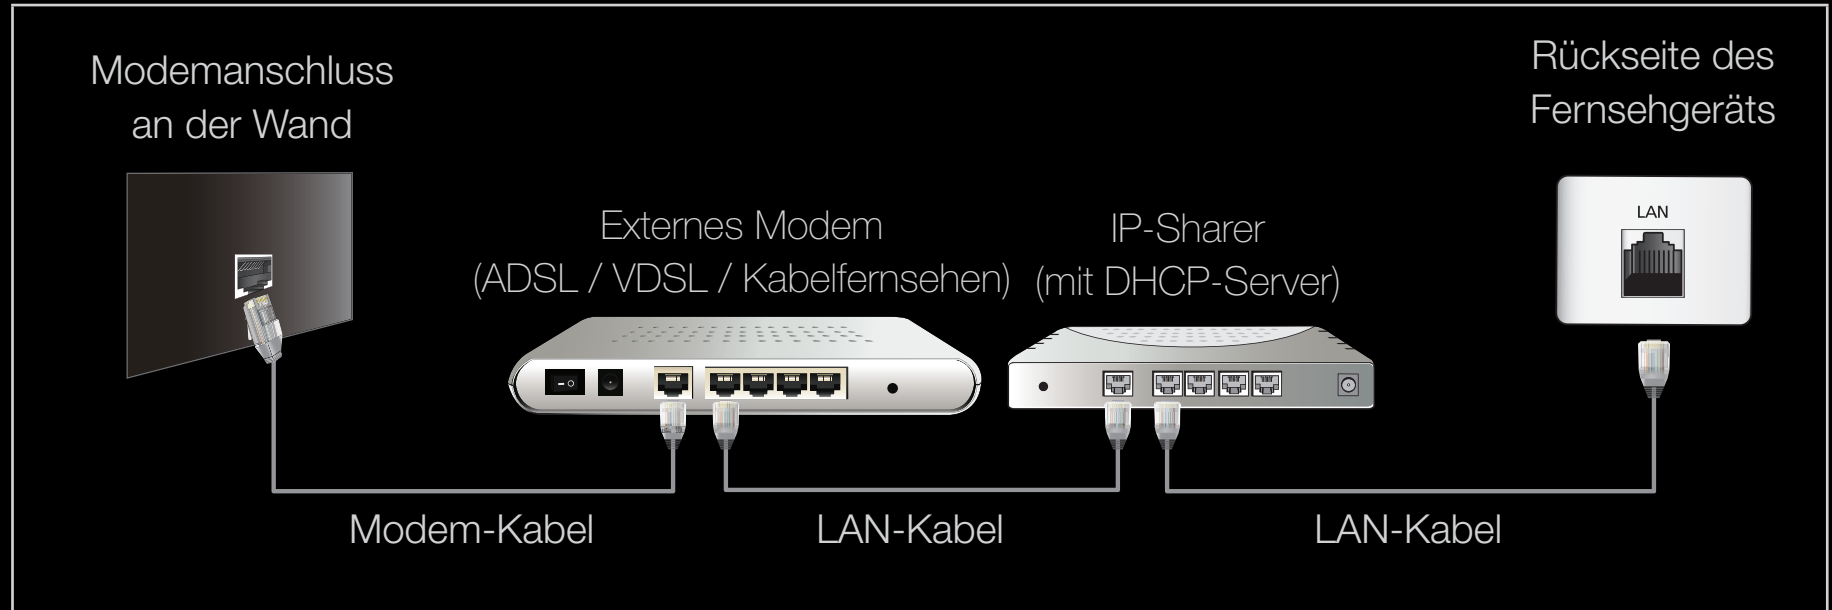 Modemanschluss
an der Wand
Rückseite des
Fernsehgeräts
Externes Modem
(ADSL / VDSL / Kabelfernsehen)
IP-Sharer
(mit DHCP-Server)
LAN
Modem-Kabel
LAN-Kabel
LAN-Kabel